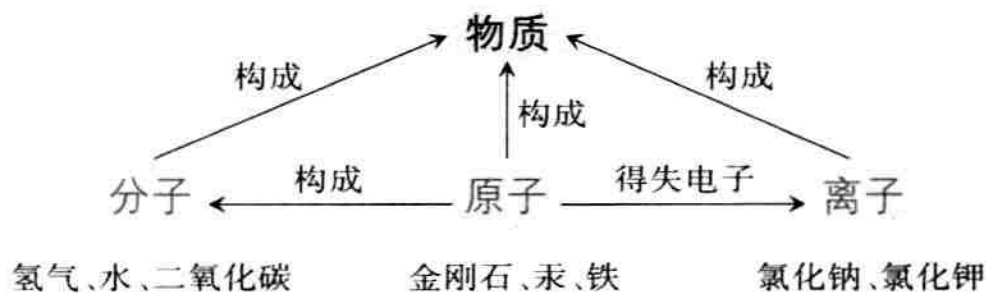 物质
构成 构成 构成
分子 构成 原子 得失电子 离子
氢气、水、二氧化碳 金刚石、汞、铁 氯化钠、氯化钾